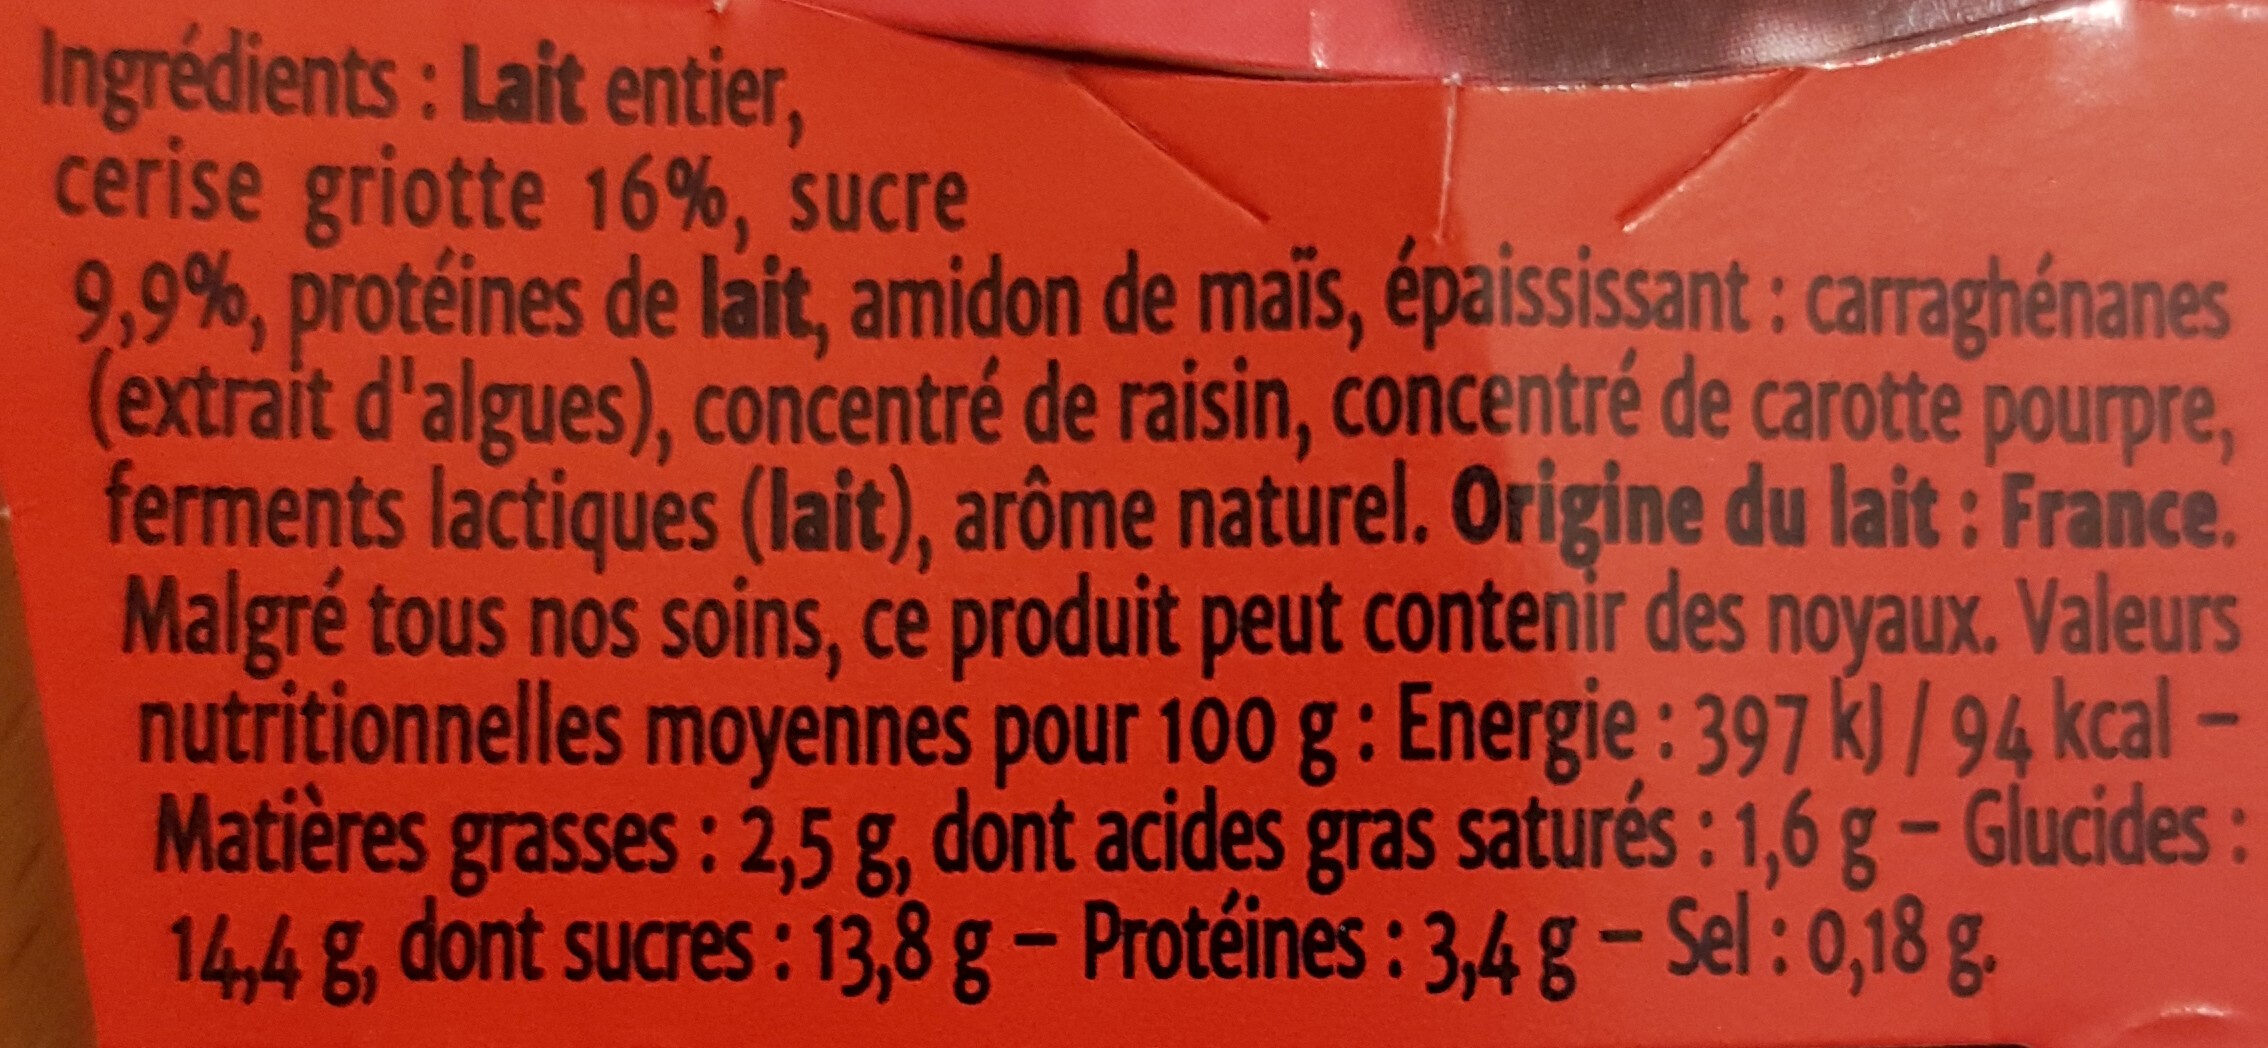 Ingrédients : Lait entier,
cerise griotte 16%, sucre
9,9%, protéines de lait, amidon de maïs, épaississant : carraghénanes
(extrait d'algues), concentré de raisin, concentré de carotte pourpre,
ferments lactiques (lait), arôme naturel. Origine du lait : France.
Malgré tous nos soins, ce produit peut contenir des noyaux. Valeurs
nutritionnelles moyennes pour 100 g : Energie : 397 kJ / 94 kcal –
Matières grasses : 2,5 g, dont acides gras saturés : 1,6 g – Glucides :
14,4 g, dont sucres : 13,8 g – Protéines : 3,4 g – Sel : 0,18 g.